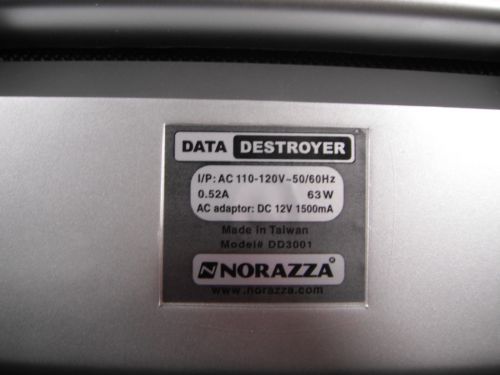 DATA DESTROYER
I/P: AC 110-120V~50/60Hz
0.52A 63W
AC adaptor: DC 12V 1500mA
Made in Taiwan
Model# DD3001
NORAZZA®
www.norazza.com